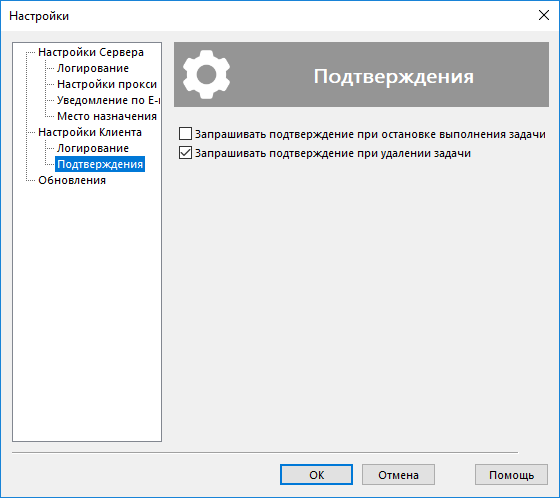 Настройки
Настройки Сервера
Логирование
Настройки прокси
Уведомление по E-
Место назначения
Настройки Клиента
Логирование
Подтверждения
Обновления
Подтверждения
Запрашивать подтверждение при остановке выполнения задачи
Запрашивать подтверждение при удалении задачи
OK
Отмена
Помощь